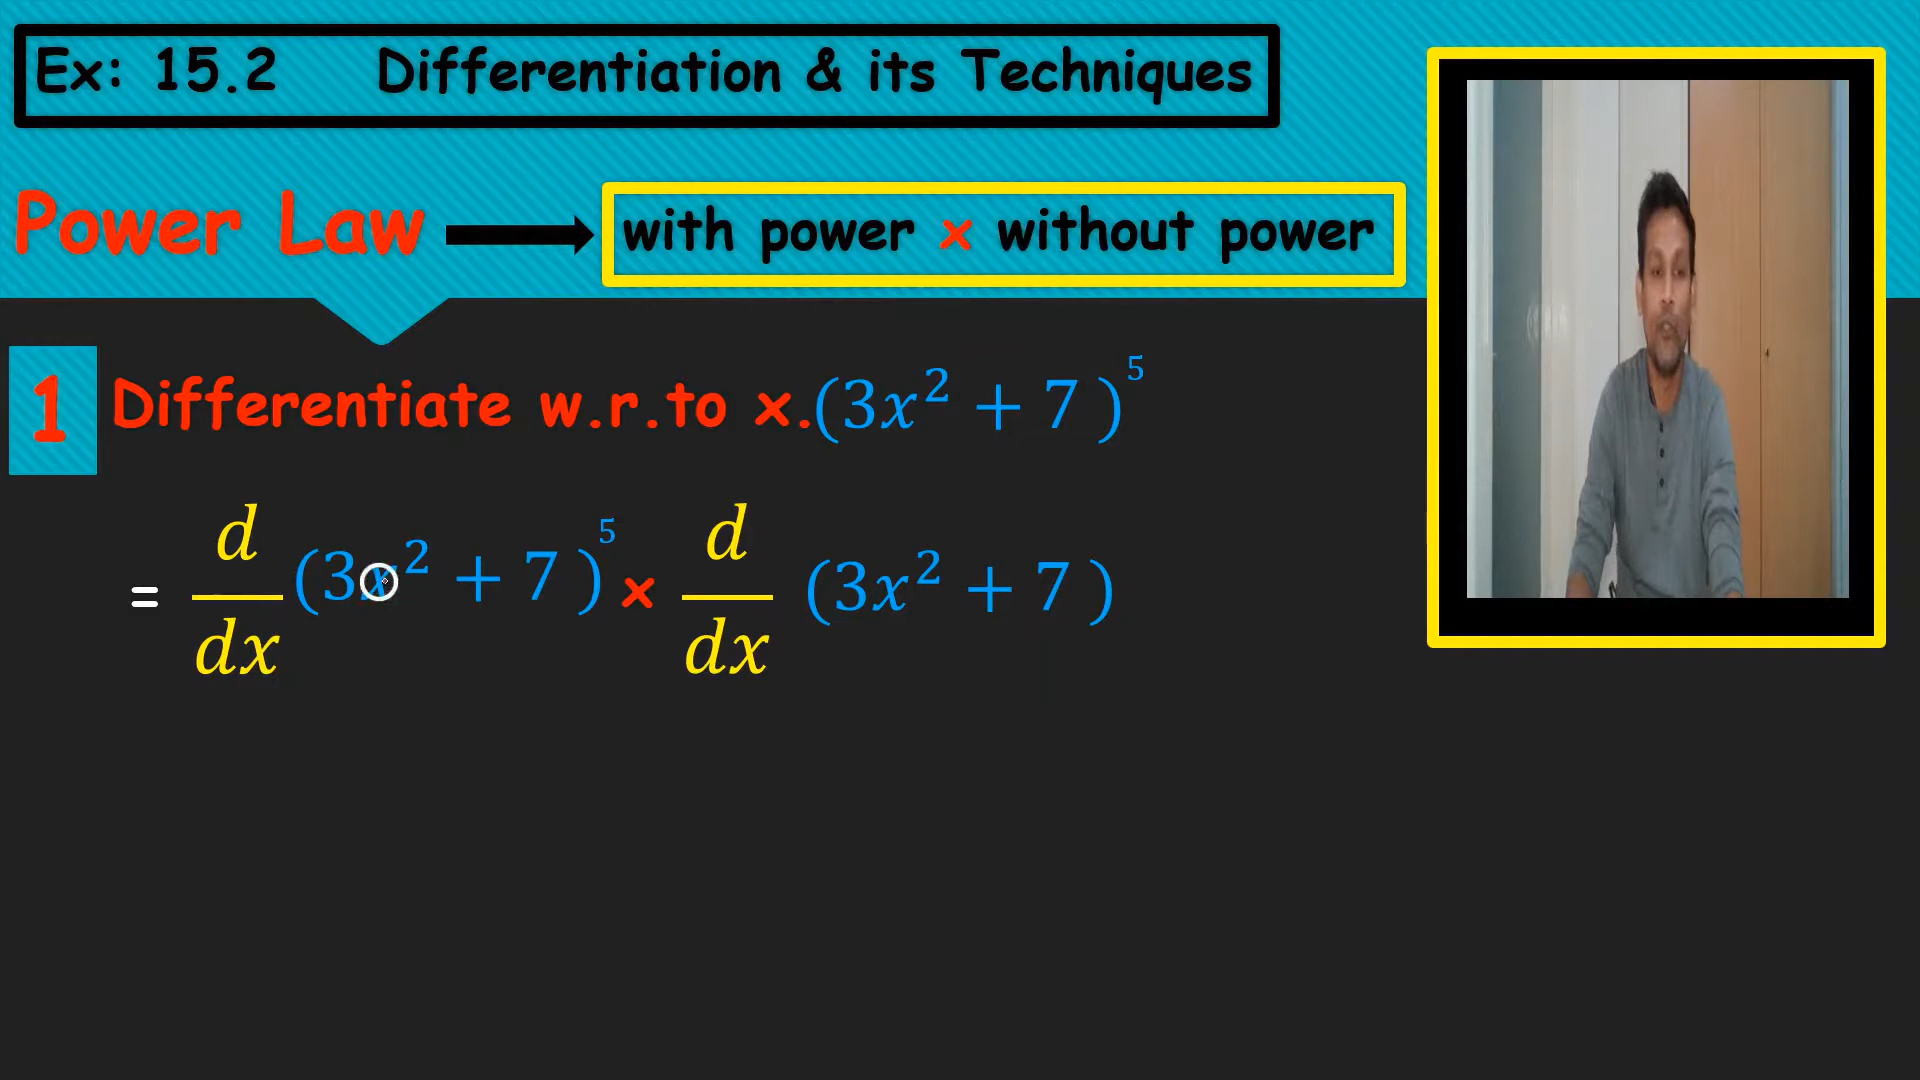 Ex: 15.2 Differentiation & its Techniques
Power Law → with power x without power
1 Differentiate w.r.to x.(3x² + 7 )⁵
= d/dx (3x² + 7 )⁵ x d/dx (3x² + 7 )